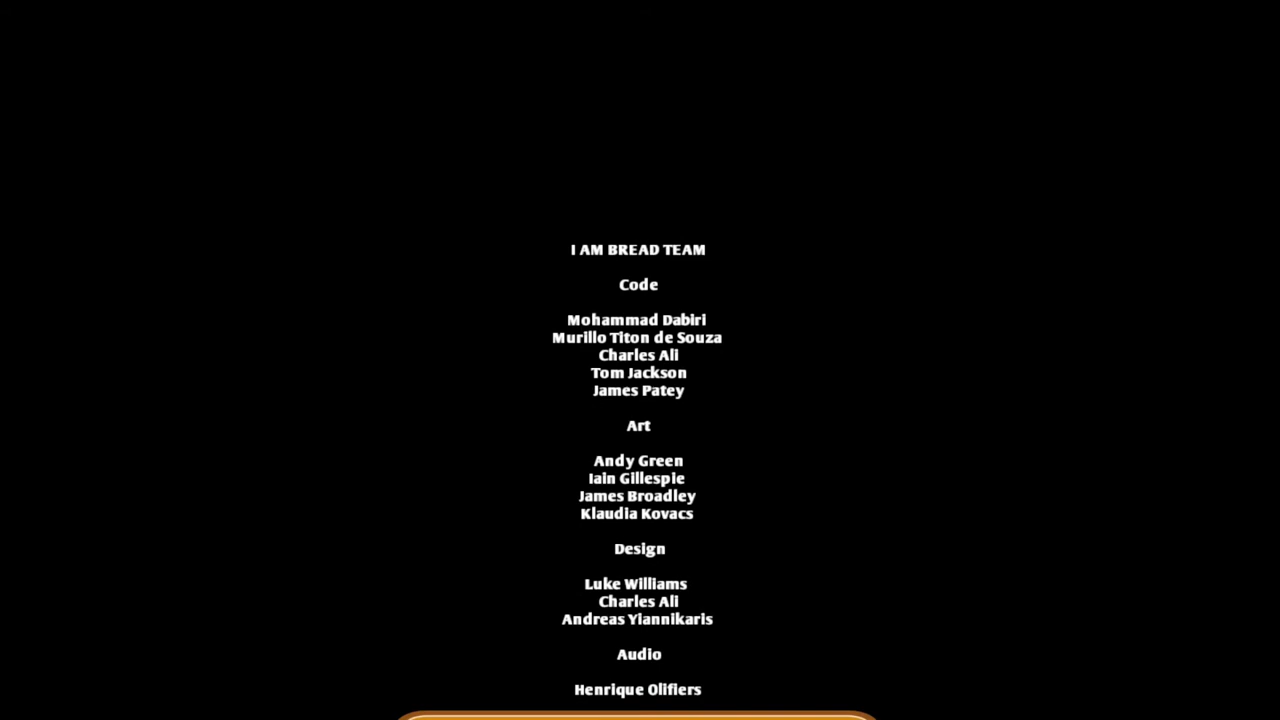 I AM BREAD TEAM
Code
Mohammad Dabiri
Murillo Titon de Souza
Charles Ali
Tom Jackson
James Patey
Art
Andy Green
Iain Gillespie
James Broadley
Klaudia Kovacs
Design
Luke Williams
Charles Ali
Andreas Yiannikaris
Audio
Henrique Olifiers